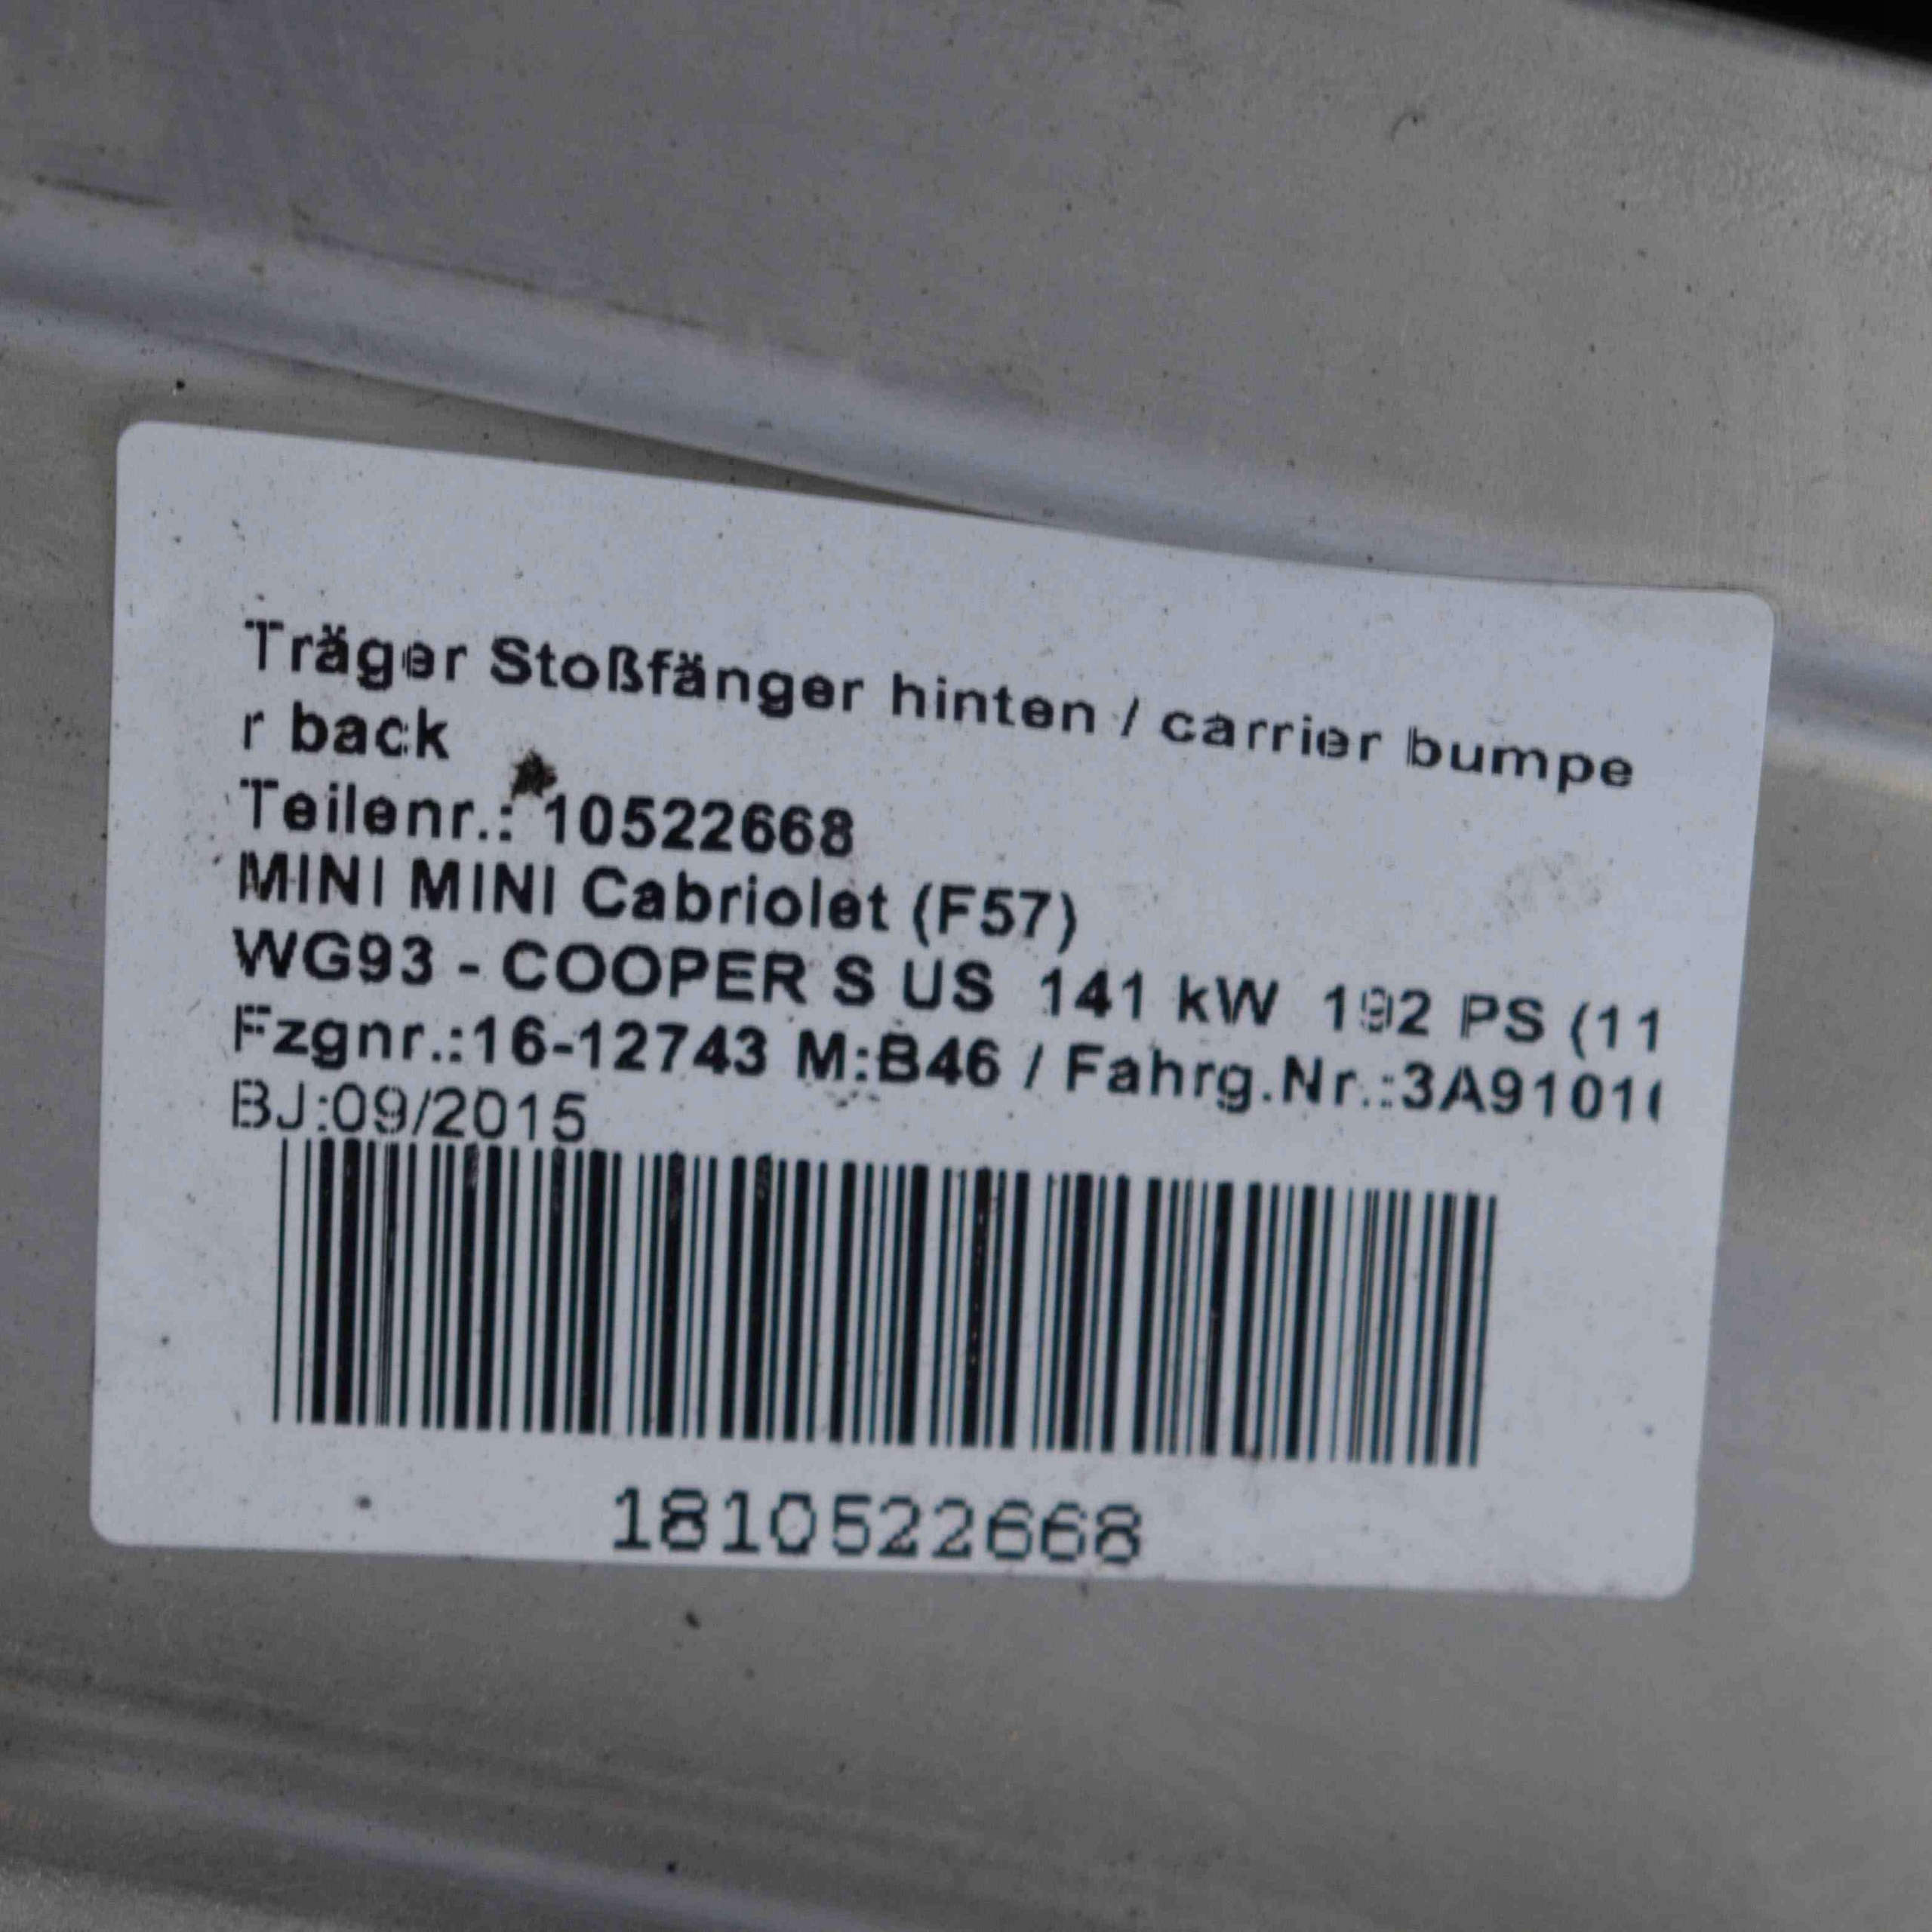 Träger Stoßfänger hinten / carrier bumpe
r back
Teilenr.: 10522668
MINI MINI Cabriolet (F57)
WG93 - COOPER S US 141 kW 192 PS (11
Fzgnr.:16-12743 M:B46 / Fahrg.Nr.:3A9101
BJ:09/2015
1810522668